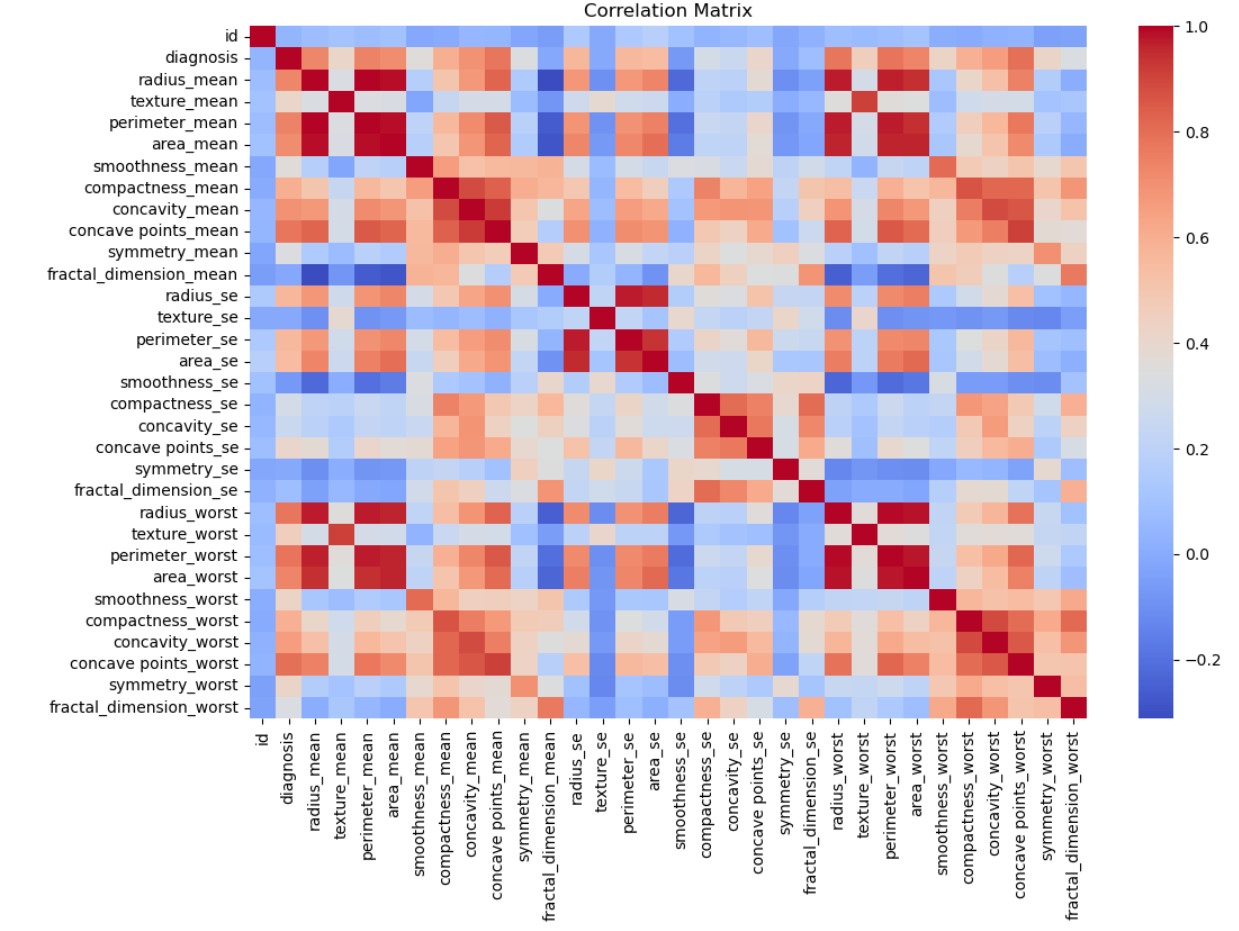 Correlation Matrix
id
diagnosis
radius_mean
texture_mean
perimeter_mean
area_mean
smoothness_mean
compactness_mean
concavity_mean
concave points_mean
symmetry_mean
fractal_dimension_mean
radius_se
texture_se
perimeter_se
area_se
smoothness_se
compactness_se
concavity_se
concave points_se
symmetry_se
fractal_dimension_se
radius_worst
texture_worst
perimeter_worst
area_worst
smoothness_worst
compactness_worst
concavity_worst
concave points_worst
symmetry_worst
fractal_dimension_worst
id
diagnosis
radius_mean
texture_mean
perimeter_mean
area_mean
smoothness_mean
compactness_mean
concavity_mean
concave points_mean
symmetry_mean
fractal_dimension_mean
radius_se
texture_se
perimeter_se
area_se
smoothness_se
compactness_se
concavity_se
concave points_se
symmetry_se
fractal_dimension_se
radius_worst
texture_worst
perimeter_worst
area_worst
smoothness_worst
compactness_worst
concavity_worst
concave points_worst
symmetry_worst
fractal_dimension_worst
1.0
0.8
0.6
0.4
0.2
0.0
−0.2